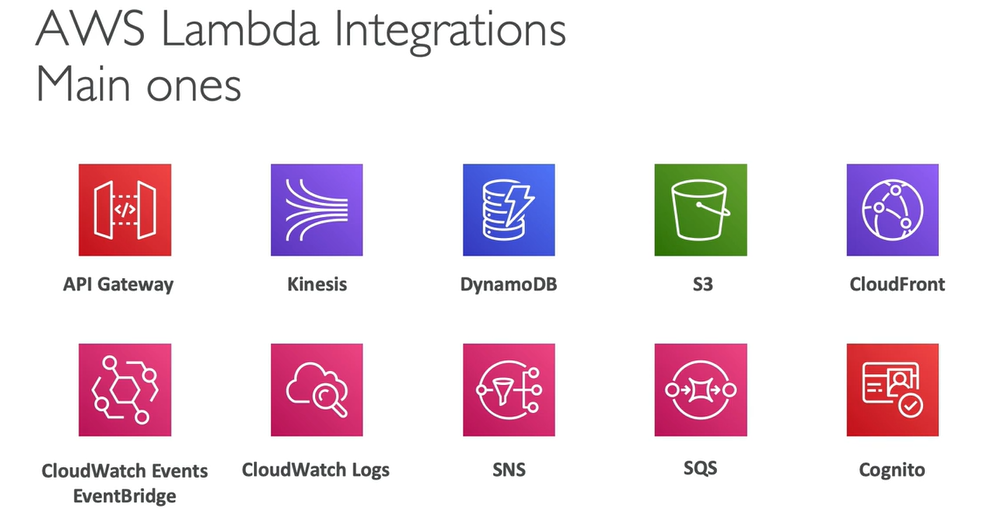 AWS Lambda Integrations
Main ones
</>
API Gateway
Kinesis
DynamoDB
S3
CloudFront
CloudWatch Events
EventBridge
CloudWatch Logs
SNS
SQS
Cognito